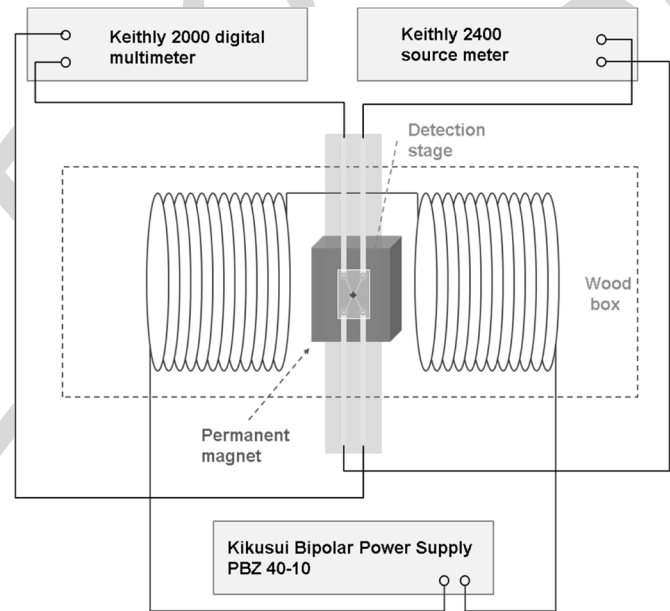 Keithly 2000 digital
multimeter
Keithly 2400
source meter
Detection
stage
Wood
box
Permanent
magnet
Kikusui Bipolar Power Supply
PBZ 40-10